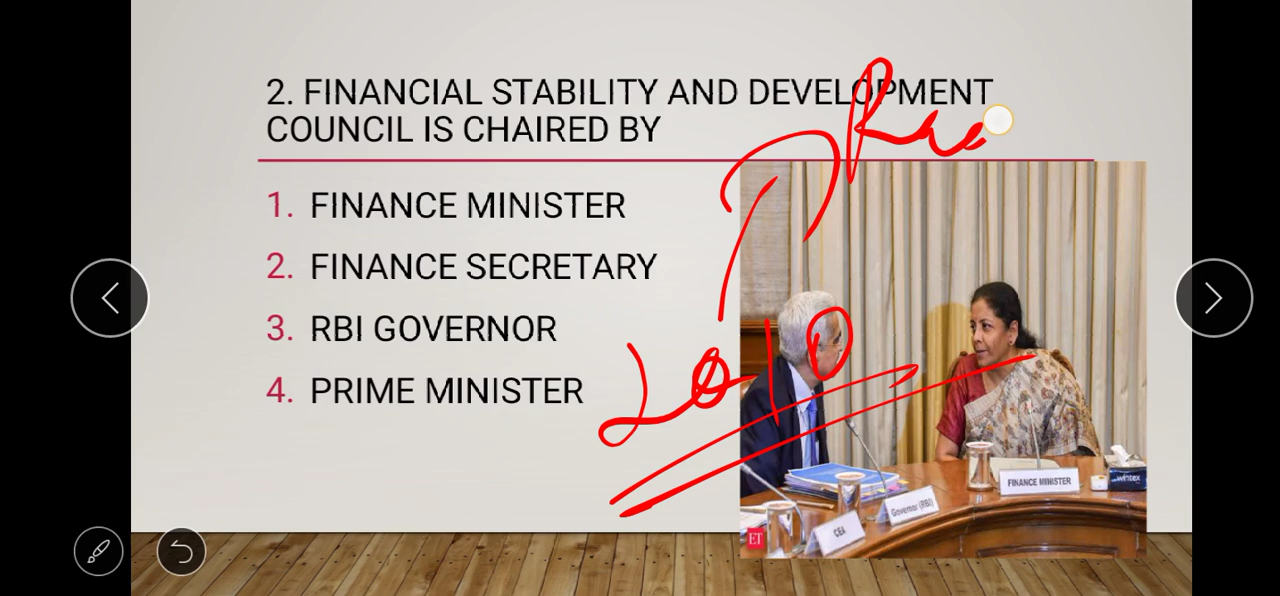 2. FINANCIAL STABILITY AND DEVELOPMENT
COUNCIL IS CHAIRED BY
1. FINANCE MINISTER
2. FINANCE SECRETARY
3. RBI GOVERNOR
4. PRIME MINISTER
2010
FINANCE MINISTER
Governor (RBI)
CEA
wintex
ET